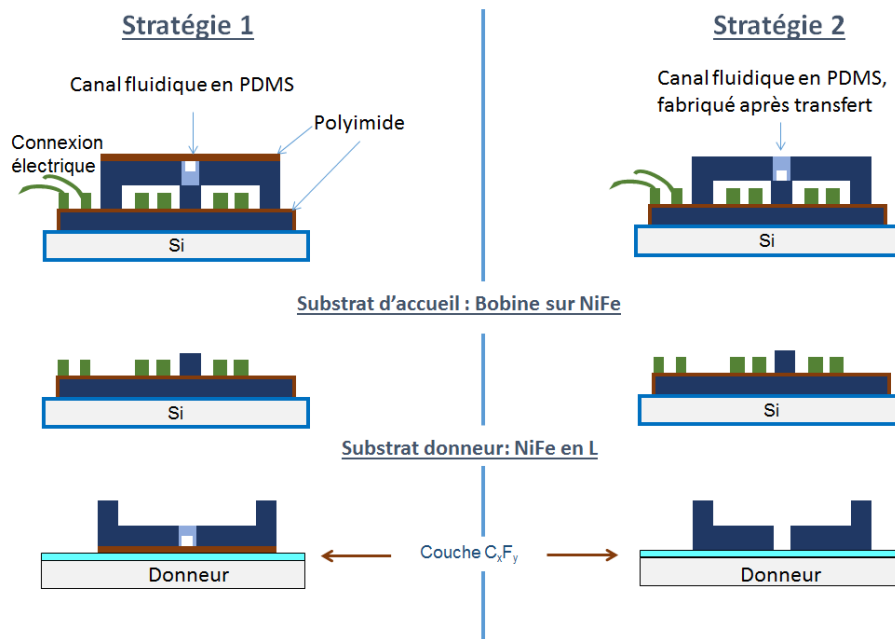 Stratégie 1
Stratégie 2
Canal fluidique en PDMS
Canal fluidique en PDMS,
fabriqué après transfert
Polyimide
Connexion
électrique
Si
Si
Substrat d'accueil : Bobine sur NiFe
Si
Si
Substrat donneur: NiFe en L
Couche CxFy
Donneur
Donneur